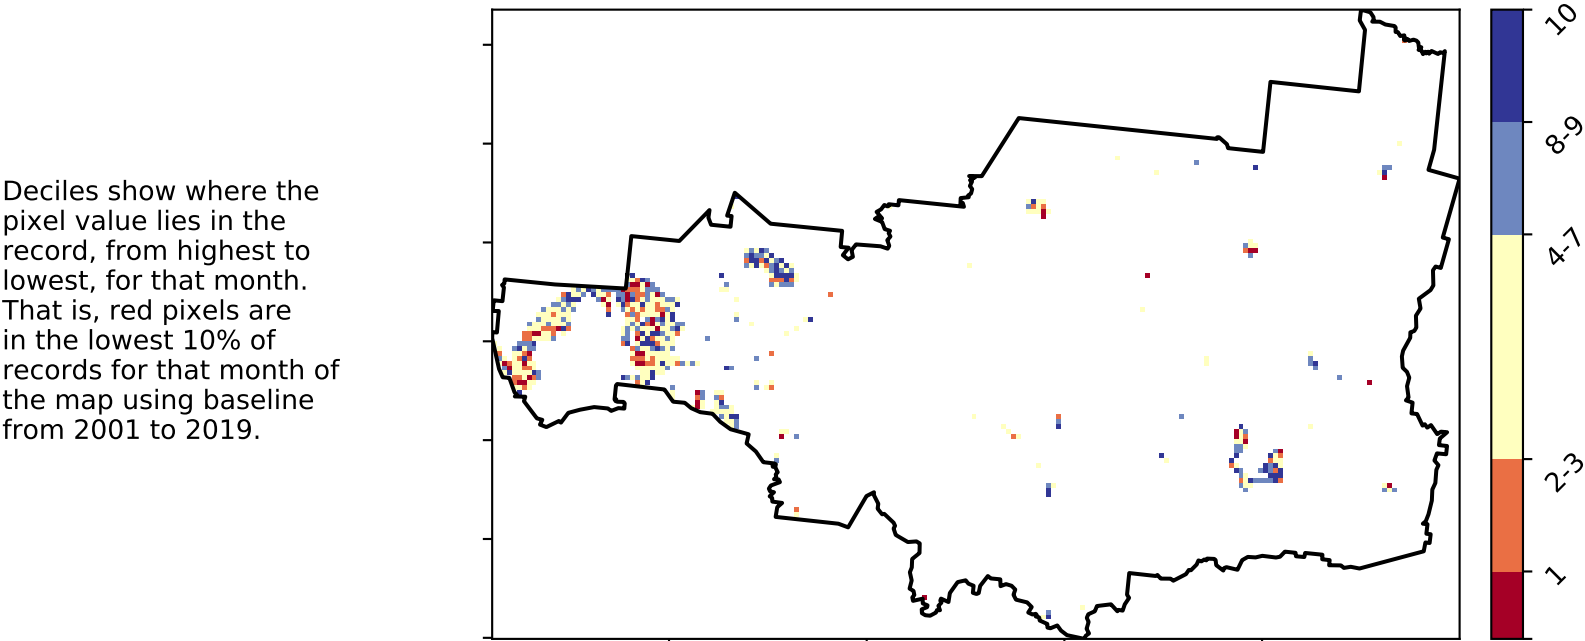 Deciles show where the
pixel value lies in the
record, from highest to
lowest, for that month.
That is, red pixels are
in the lowest 10% of
records for that month of
the map using baseline
from 2001 to 2019.
10
8-9
4-7
2-3
1